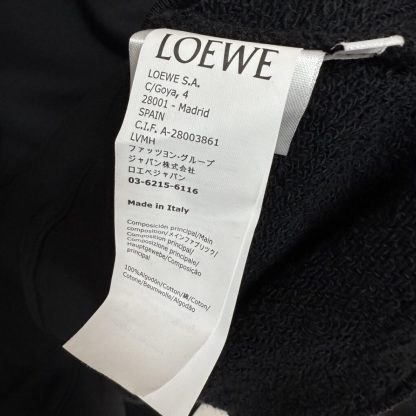 LOEWE
LOEWE S.A.
C/Goya, 4
28001 - Madrid
SPAIN
C.I.F. A-28003861
LVMH
ファッション・グループ
ジャパン株式会社
ロエベジャパン
03-6215-6116
Made in Italy
Composición principal/Main
composition/メインファブリック/
Composition principal/
Composizione principale/
Hauptgewebe/Composição
principal
100%Algodón/Cotton/綿/Coton/
Cotone/Baumwolle/Algodão